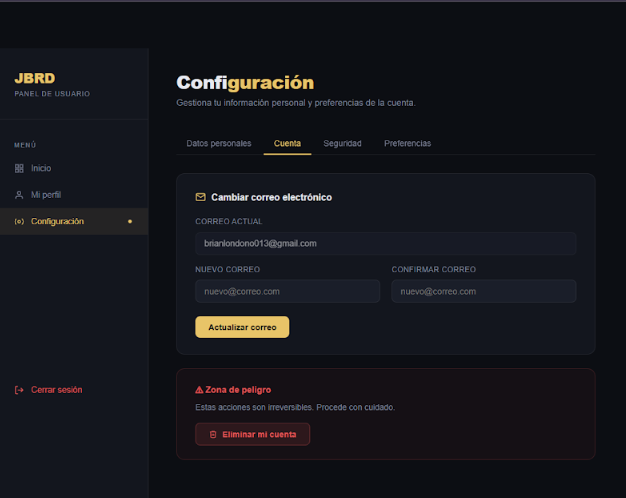 JBRD
PANEL DE USUARIO
MENÚ
Inicio
Mi perfil
Configuración
Cerrar sesión
Configuración
Gestiona tu información personal y preferencias de la cuenta.
Datos personales Cuenta Seguridad Preferencias
Cambiar correo electrónico
CORREO ACTUAL
brianlondono013@gmail.com
NUEVO CORREO CONFIRMAR CORREO
nuevo@correo.com nuevo@correo.com
Actualizar correo
Zona de peligro
Estas acciones son irreversibles. Procede con cuidado.
Eliminar mi cuenta